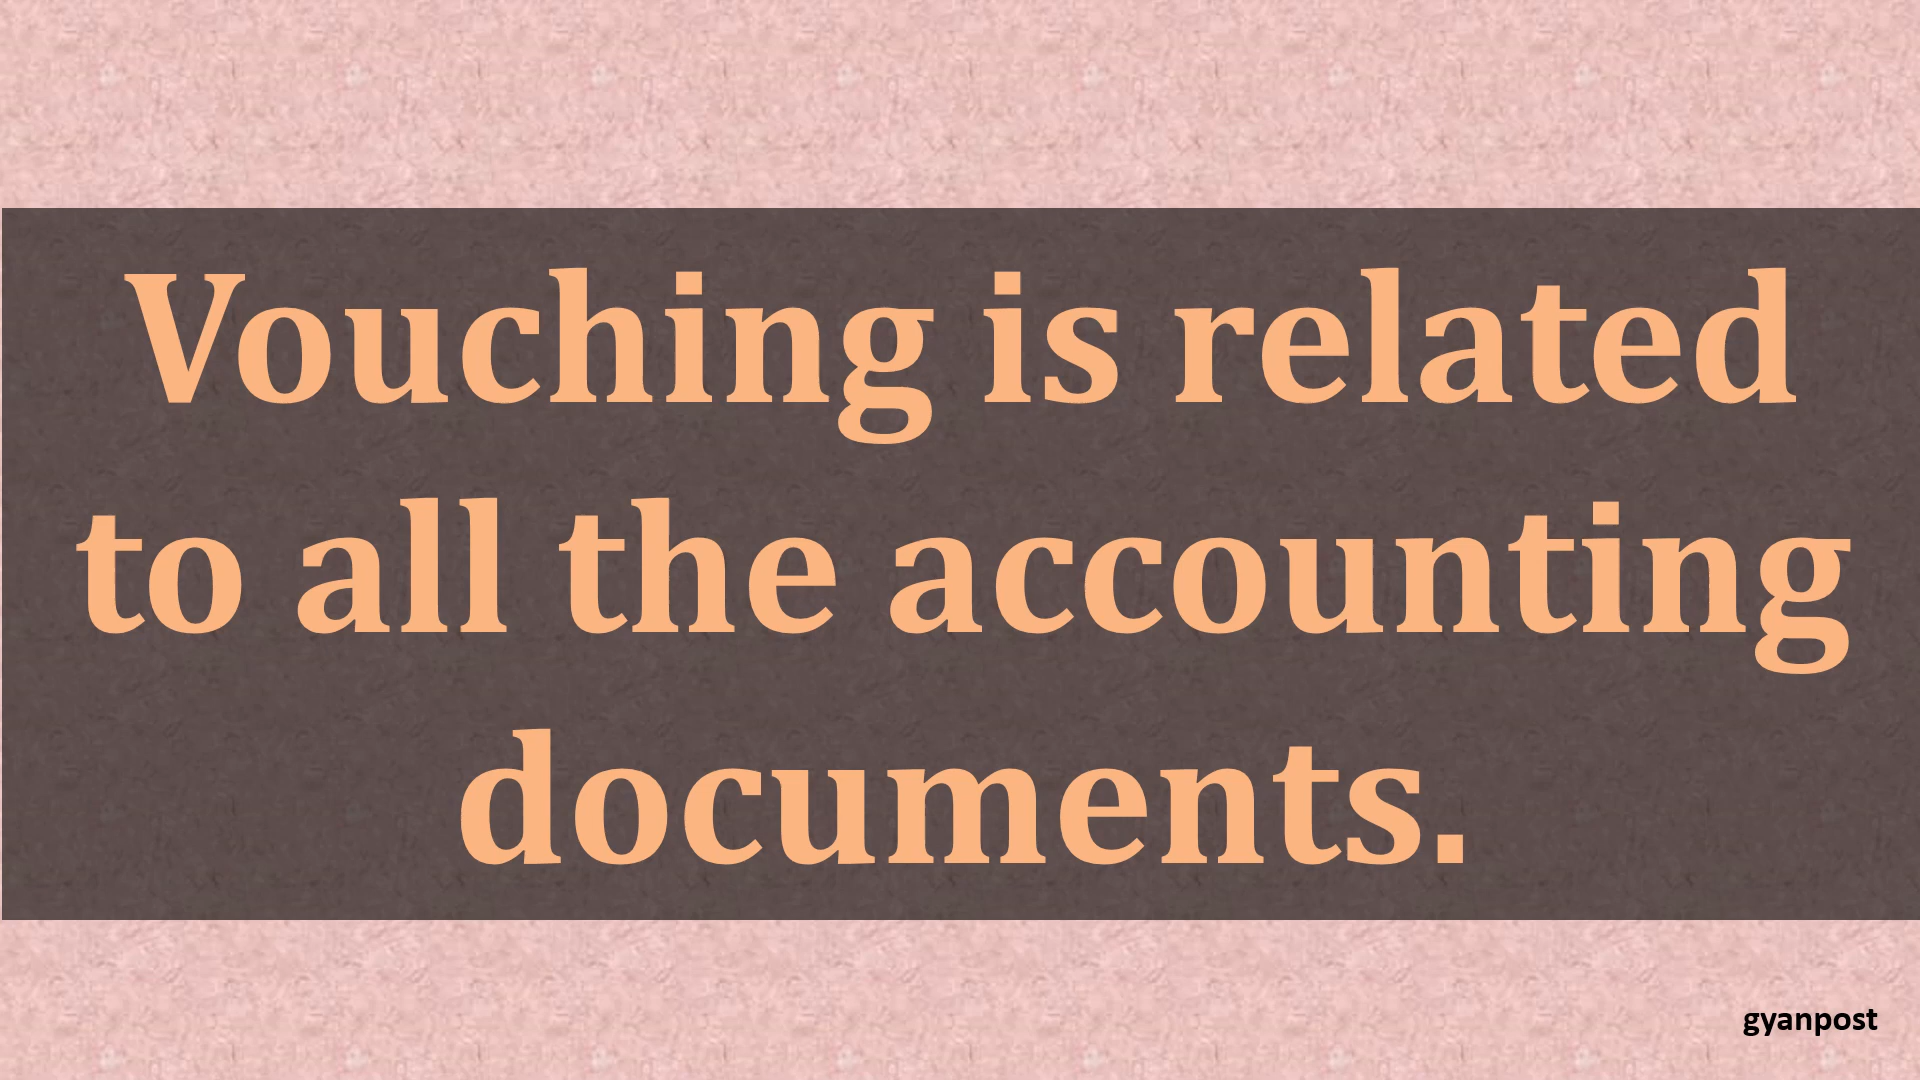 Vouching is related
to all the accounting
documents.
gyanpost